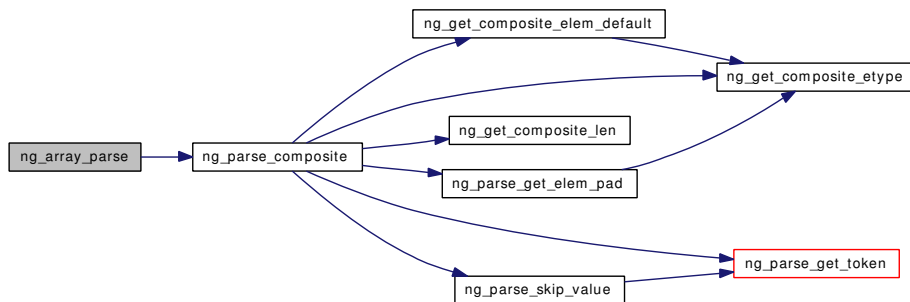 ng_get_composite_elem_default
ng_get_composite_etype
ng_get_composite_len
ng_array_parse
ng_parse_composite
ng_parse_get_elem_pad
ng_parse_get_token
ng_parse_skip_value